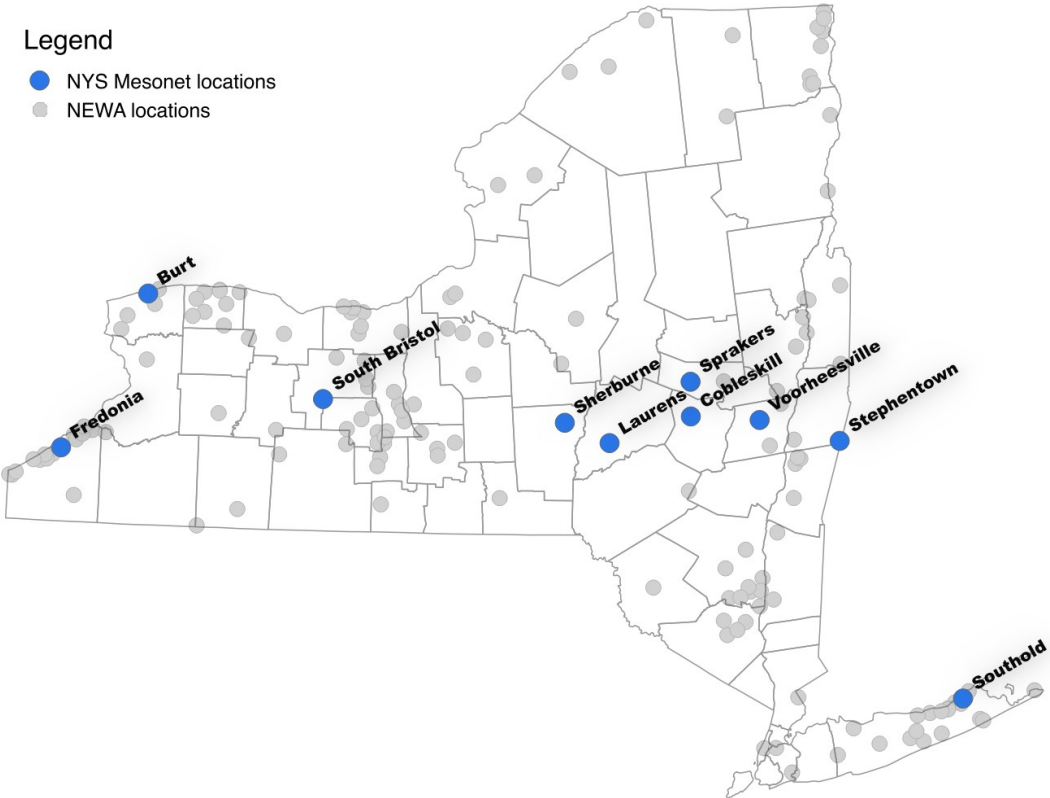 Legend
NYS Mesonet locations
NEWA locations
Burt
South Bristol
Fredonia
Sherburne
Laurens
Sprakers
Cobleskill
Voorheesville
Stephentown
Southold